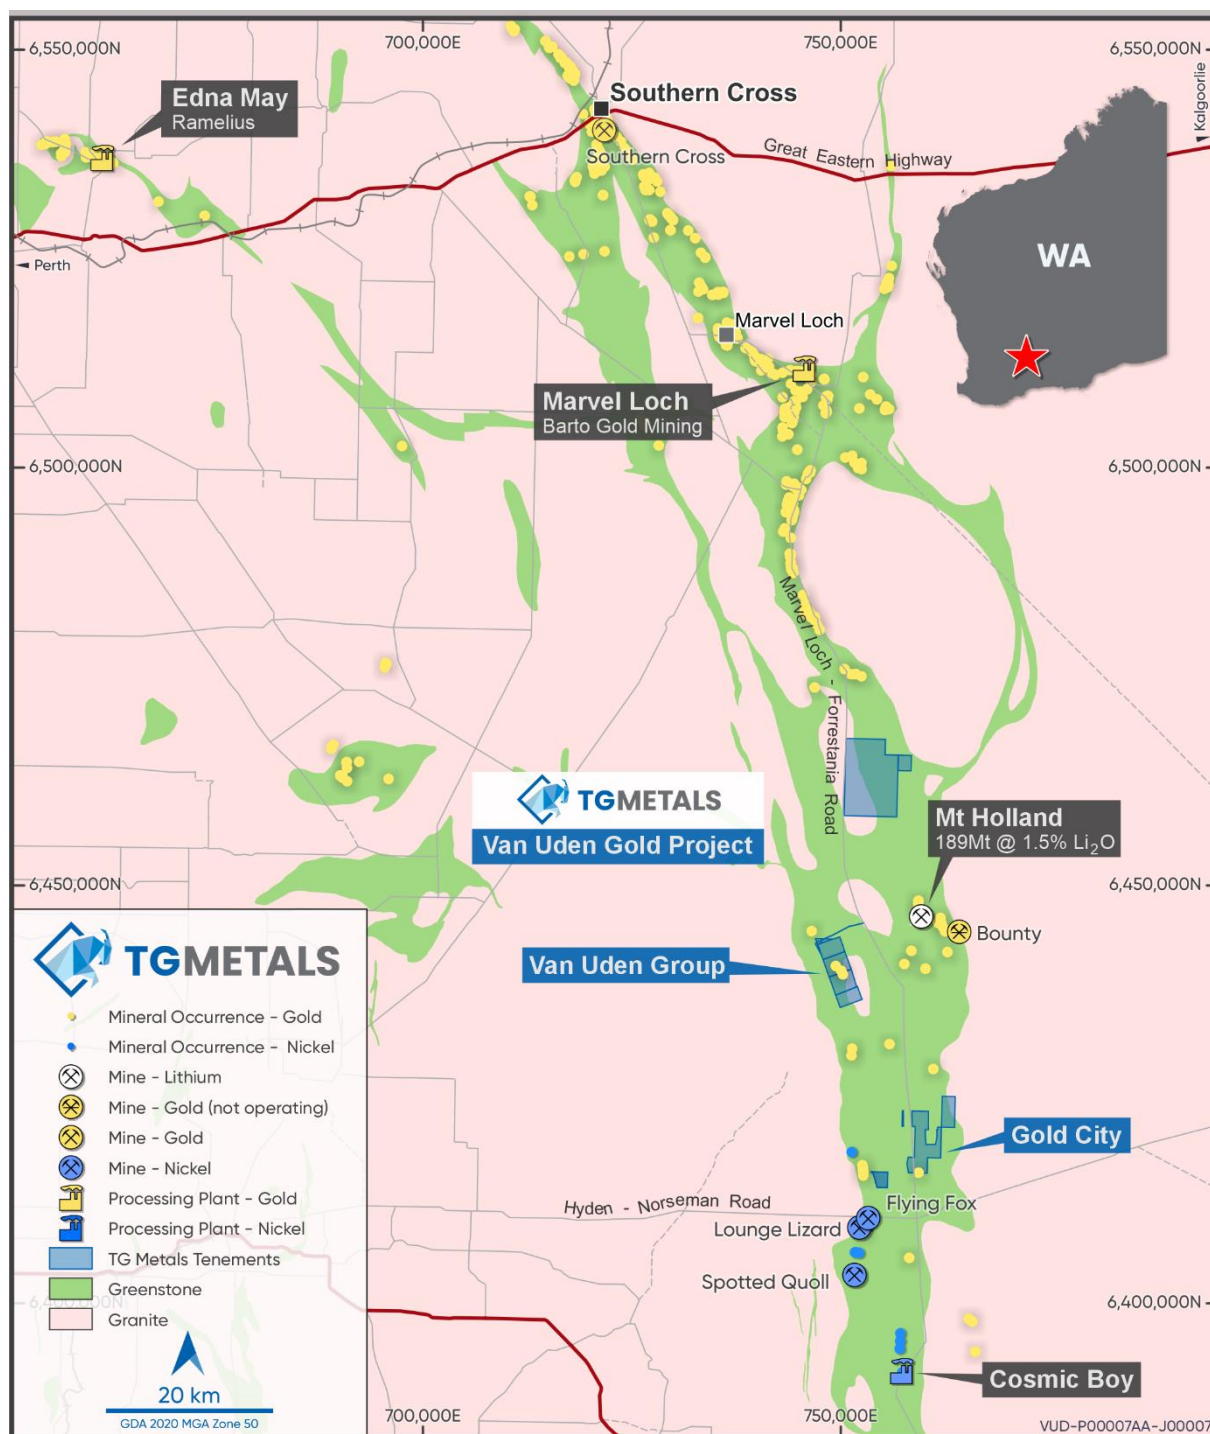 700,000E
750,000E
6,550,000N
6,550,000N
Kalgoorlie
Edna May
Ramelius
Southern Cross
Southern Cross
Great Eastern Highway
Perth
WA
Marvel Loch
Marvel Loch
Barto Gold Mining
6,500,000N
6,500,000N
Marvel Loch - Forrestania Road
TGMETALS
Van Uden Gold Project
Mt Holland
189Mt @ 1.5% Li₂O
6,450,000N
6,450,000N
Bounty
Van Uden Group
Gold City
Hyden - Norseman Road
Flying Fox
Lounge Lizard
Spotted Quoll
6,400,000N
Cosmic Boy
TGMETALS
Mineral Occurrence - Gold
Mineral Occurrence - Nickel
Mine - Lithium
Mine - Gold (not operating)
Mine - Gold
Mine - Nickel
Processing Plant - Gold
Processing Plant - Nickel
TG Metals Tenements
Greenstone
6,400,000N
Granite
20 km
GDA 2020 MGA Zone 50
700,000E
750,000E
VUD-P00007AA-J00007